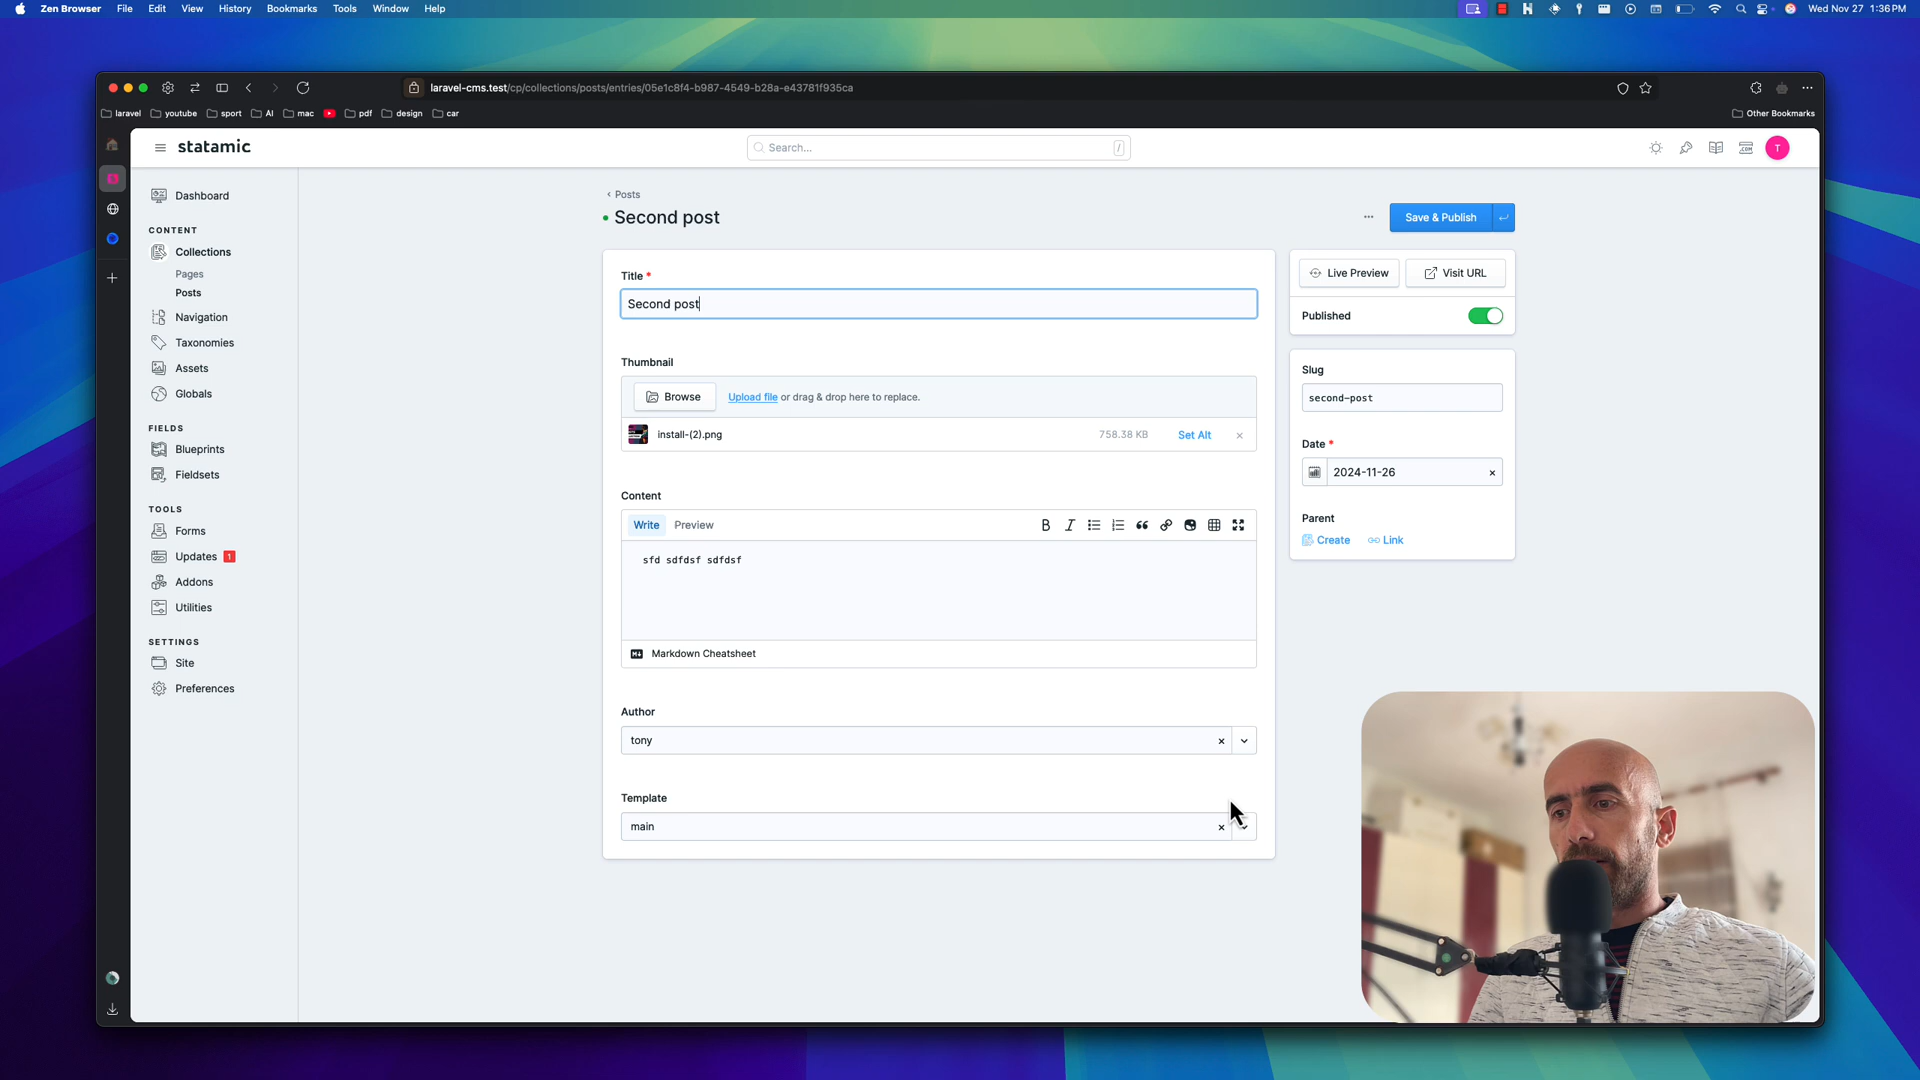 Zen Browser File Edit View History Bookmarks Tools Window Help Wed Nov 27 1:36 PM
laravel-cms.test/cp/collections/posts/entries/05e1c8f4-b987-4549-b28a-e43781f935ca
laravel youtube sport AI mac pdf design car Other Bookmarks
statamic Search... / .COM T
Dashboard
CONTENT
Collections
Pages
Posts
Navigation
Taxonomies
Assets
Globals
FIELDS
Blueprints
Fieldsets
TOOLS
Forms
Updates 1
Addons
Utilities
SETTINGS
Site
Preferences
‹ Posts
Second post
Save & Publish
Title *
Second post
Thumbnail
Browse Upload file or drag & drop here to replace.
install-(2).png 758.38 KB Set Alt ×
Content
Write Preview B I
sfd sdfdsf sdfdsf
Markdown Cheatsheet
Author
tony ×
Template
main ×
Live Preview Visit URL
Published
Slug
second-post
Date *
2024-11-26 ×
Parent
Create Link